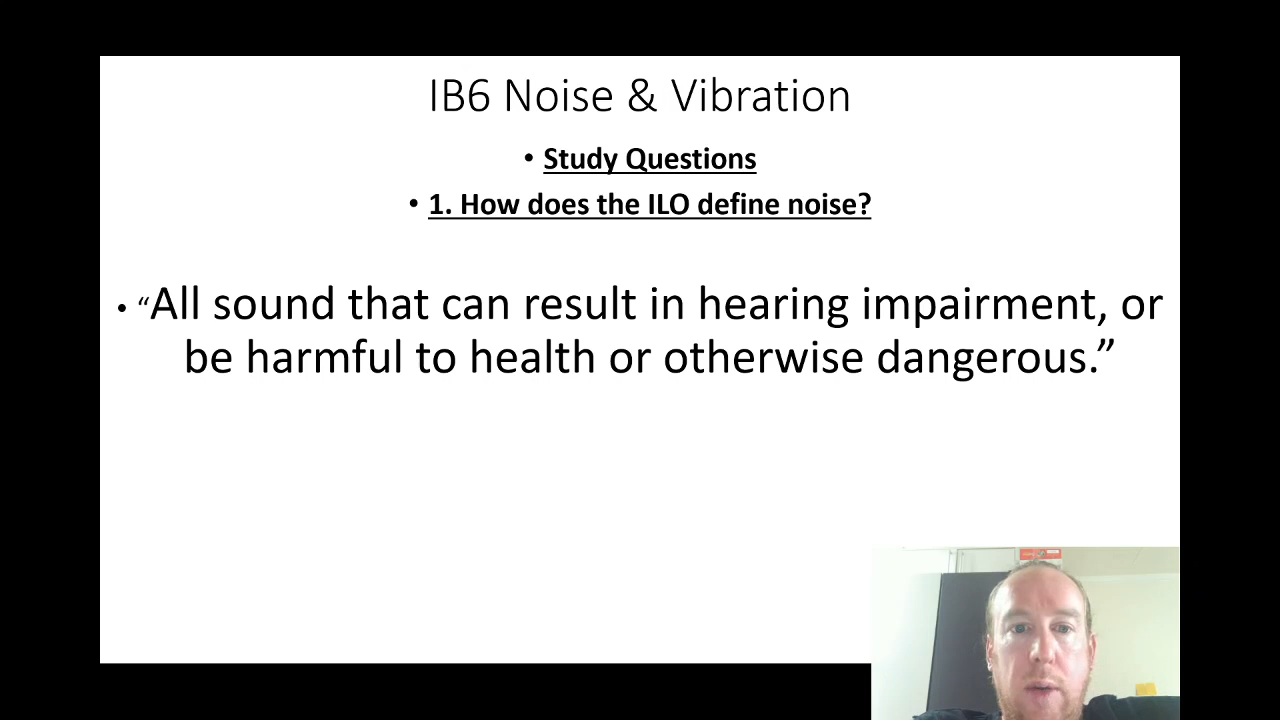 IB6 Noise & Vibration
• Study Questions
• 1. How does the ILO define noise?
• “All sound that can result in hearing impairment, or
be harmful to health or otherwise dangerous.”